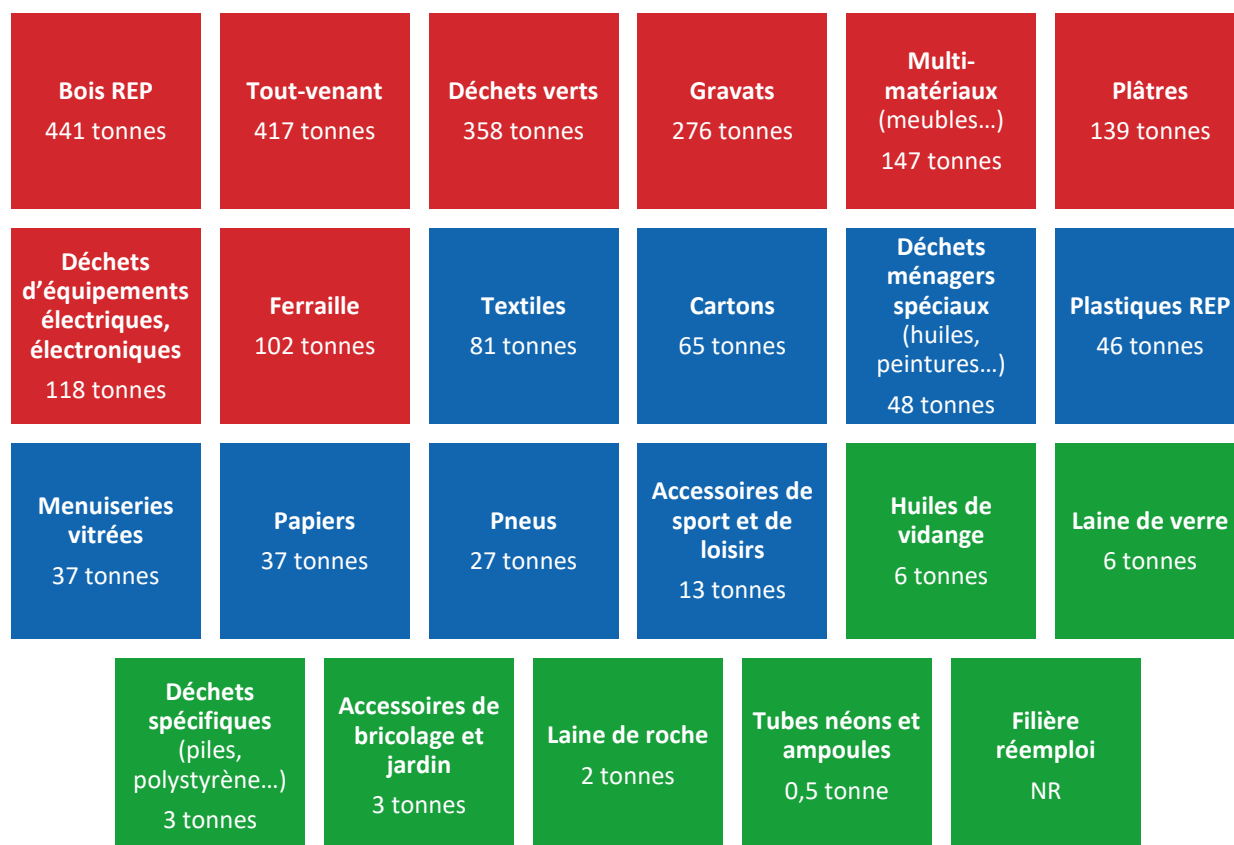 Bois REP
441 tonnes
Tout-venant
417 tonnes
Déchets verts
358 tonnes
Gravats
276 tonnes
Multi-
matériaux
(meubles…)
147 tonnes
Plâtres
139 tonnes
Déchets
d’équipements
électriques,
électroniques
118 tonnes
Ferraille
102 tonnes
Textiles
81 tonnes
Cartons
65 tonnes
Déchets
ménagers
spéciaux
(huiles,
peintures…)
48 tonnes
Plastiques REP
46 tonnes
Menuiseries
vitrées
37 tonnes
Papiers
37 tonnes
Pneus
27 tonnes
Accessoires de
sport et de
loisirs
13 tonnes
Huiles de
vidange
6 tonnes
Laine de verre
6 tonnes
Déchets
spécifiques
(piles,
polystyrène…)
3 tonnes
Accessoires de
bricolage et
jardin
3 tonnes
Laine de roche
2 tonnes
Tubes néons et
ampoules
0,5 tonne
Filière
réemploi
NR